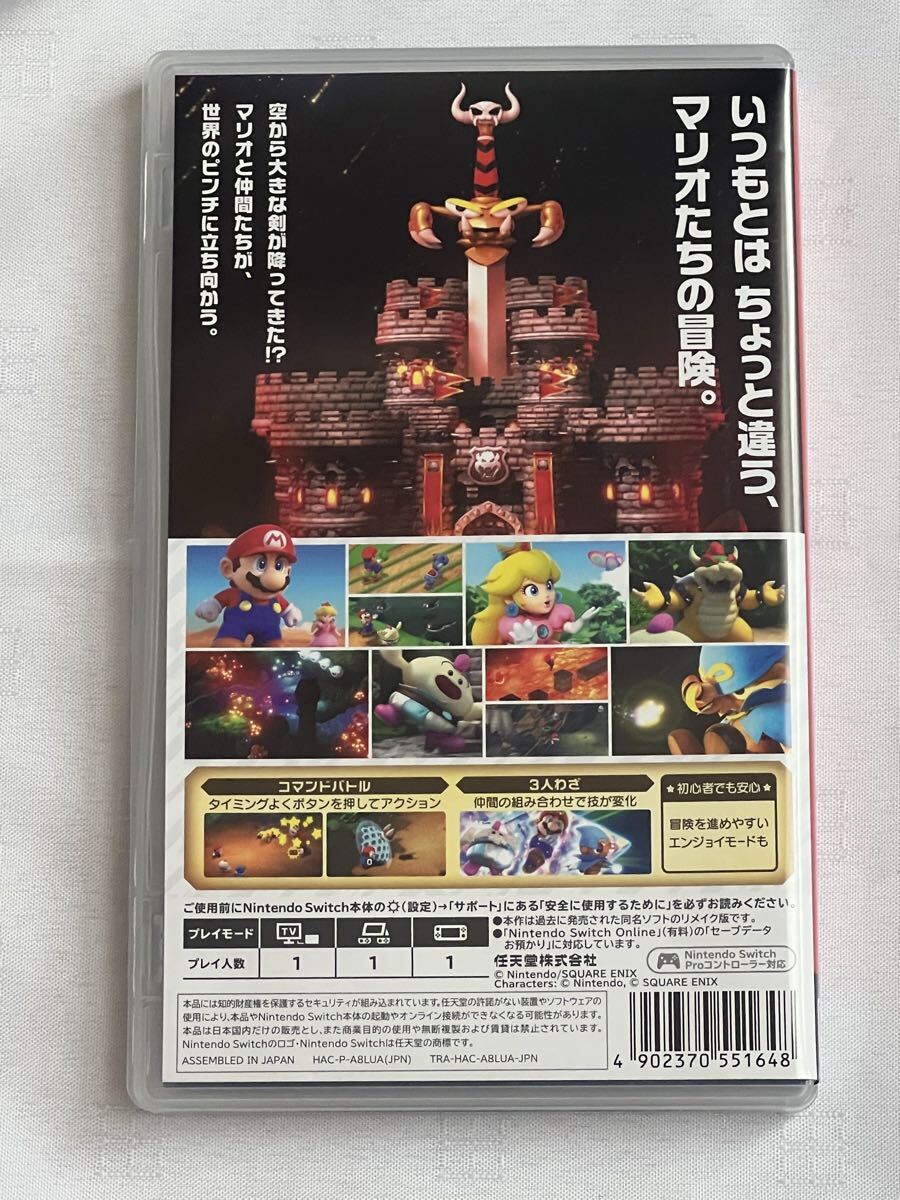 いつもとは ちょっと違う、
マリオたちの冒険。
空から大きな剣が降ってきた!?
マリオと仲間たちが、
世界のピンチに立ち向かう。
コマンドバトル
タイミングよくボタンを押してアクション
3人わざ
仲間の組み合わせで技が変化
★初心者でも安心★
冒険を進めやすい
エンジョイモードも
ご使用前にNintendo Switch本体の(設定)→「サポート」にある「安全に使用するために」を必ずお読みください。
プレイモード TV
プレイ人数 1 1 1
●本作は過去に発売された同名ソフトのリメイク版です。
●「Nintendo Switch Online」(有料)の「セーブデータ
お預かり」に対応しています。
任天堂株式会社
© Nintendo/SQUARE ENIX
Characters: © Nintendo, © SQUARE ENIX
Nintendo Switch
Proコントローラー対応
本品には知的財産権を保護するセキュリティが組み込まれています。任天堂の許諾がない装置やソフトウェアの
使用により、本品やNintendo Switch本体の起動やオンライン接続ができなくなる可能性があります。
本品は日本国内だけの販売とし、また商業目的の使用や無断複製および賃貸は禁止されています。
Nintendo Switchのロゴ・Nintendo Switchは任天堂の商標です。
ASSEMBLED IN JAPAN HAC-P-A8LUA(JPN) TRA-HAC-A8LUA-JPN
4 902370 551648